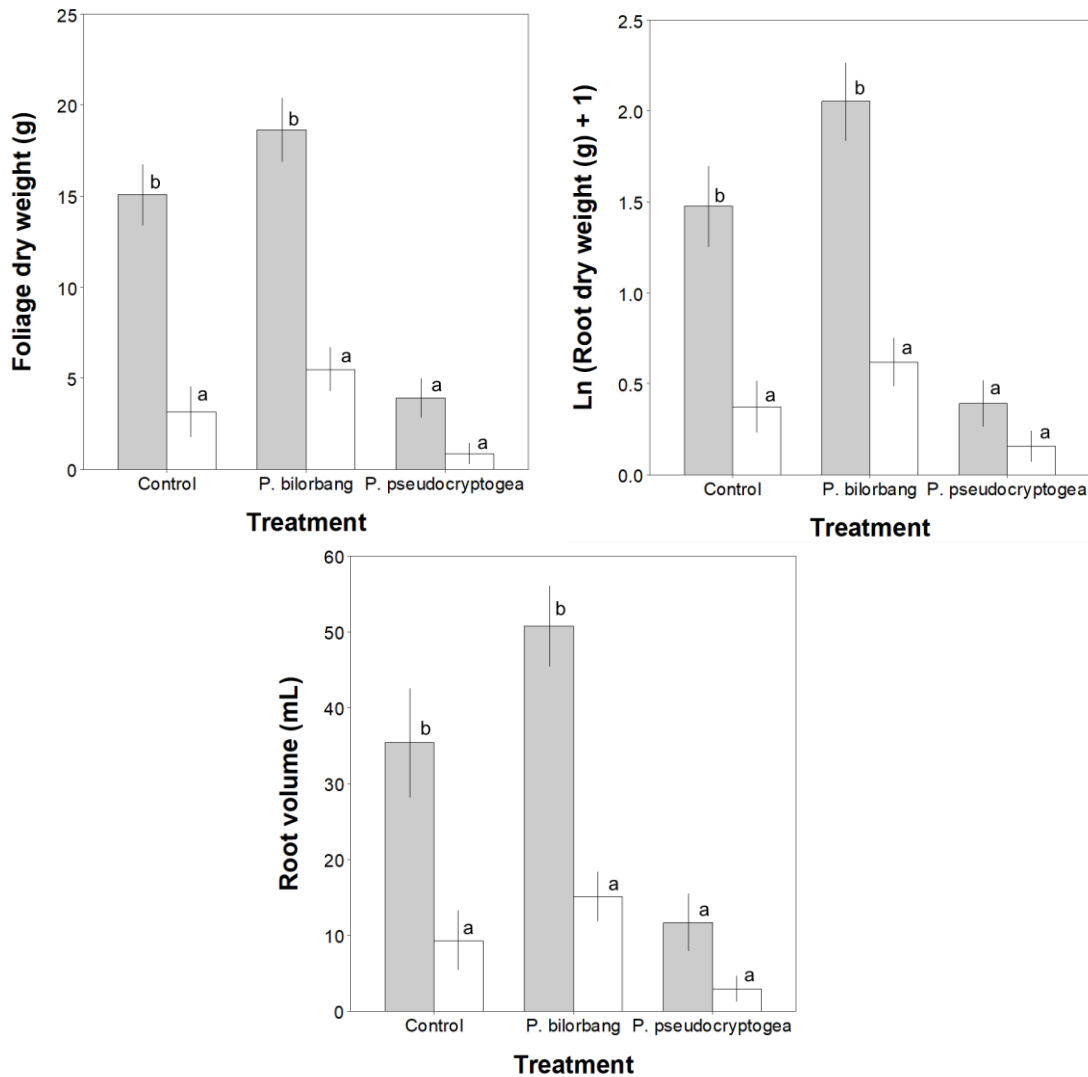 Foliage dry weight (g)
25
20
15
10
5
0
b
a
b
a
a
a
Control P. bilorbang P. pseudocryptogea
Treatment
Ln (Root dry weight (g) + 1)
2.5
2.0
1.5
1.0
0.5
0.0
b
a
b
a
a
a
Control P. bilorbang P. pseudocryptogea
Treatment
Root volume (mL)
60
50
40
30
20
10
0
b
a
b
a
a
a
Control P. bilorbang P. pseudocryptogea
Treatment